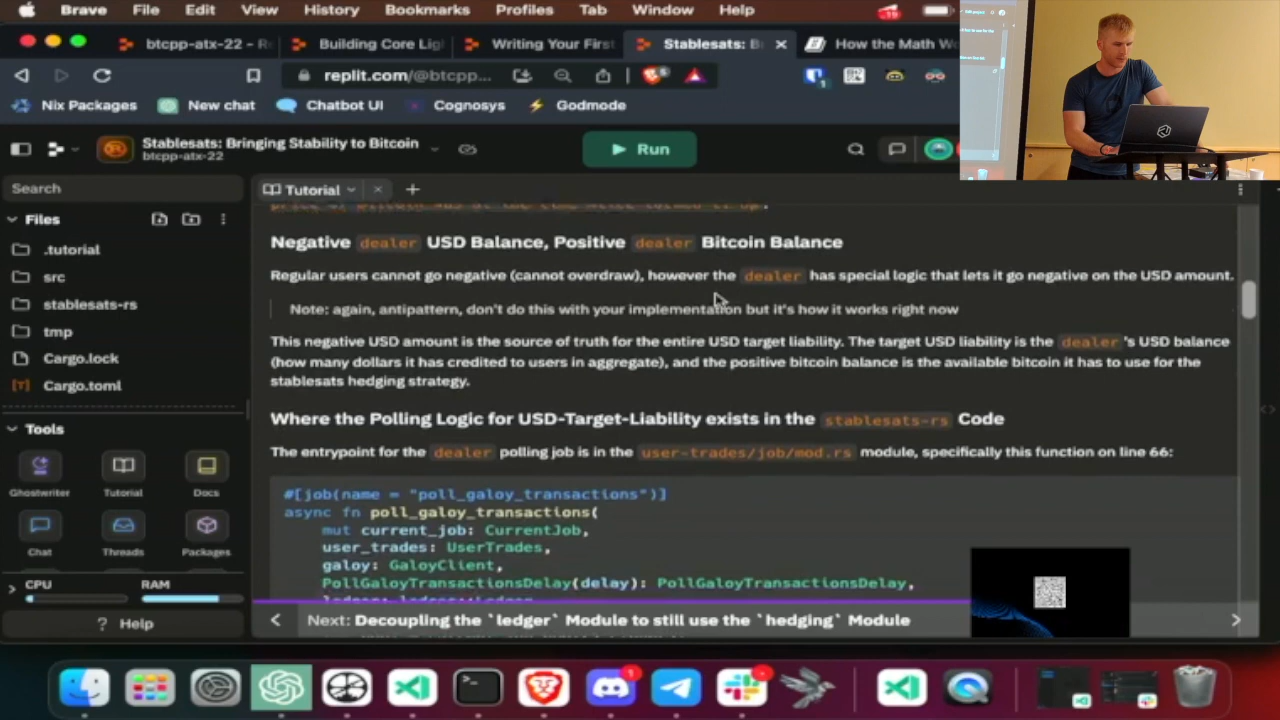 Brave File Edit View History Bookmarks Profiles Tab Window Help
btcpp-atx-22 - R
Building Core Lig
Writing Your First
Stablesats: B
How the Math W
replit.com/@btcpp...
Nix Packages New chat Chatbot UI Cognosys Godmode
Stablesats: Bringing Stability to Bitcoin
btcpp-atx-22
Run
Search
Tutorial
Files
.tutorial
src
stablesats-rs
tmp
Cargo.lock
Cargo.toml
Tools
Ghostwriter Tutorial Docs
Chat Threads Packages
CPU RAM
? Help
Negative dealer USD Balance, Positive dealer Bitcoin Balance
Regular users cannot go negative (cannot overdraw), however the dealer has special logic that lets it go negative on the USD amount.
Note: again, antipattern, don't do this with your implementation but it's how it works right now
This negative USD amount is the source of truth for the entire USD target liability. The target USD liability is the dealer 's USD balance
(how many dollars it has credited to users in aggregate), and the positive bitcoin balance is the available bitcoin it has to use for the
stablesats hedging strategy.
Where the Polling Logic for USD-Target-Liability exists in the stablesats-rs Code
The entrypoint for the dealer polling job is in the user-trades/job/mod.rs module, specifically this function on line 66:
#[job(name = "poll_galoy_transactions")]
async fn poll_galoy_transactions(
mut current_job: CurrentJob,
user_trades: UserTrades,
galoy: GaloyClient,
PollGaloyTransactionsDelay(delay): PollGaloyTransactionsDelay,
Next: Decoupling the `ledger` Module to still use the `hedging` Module
1